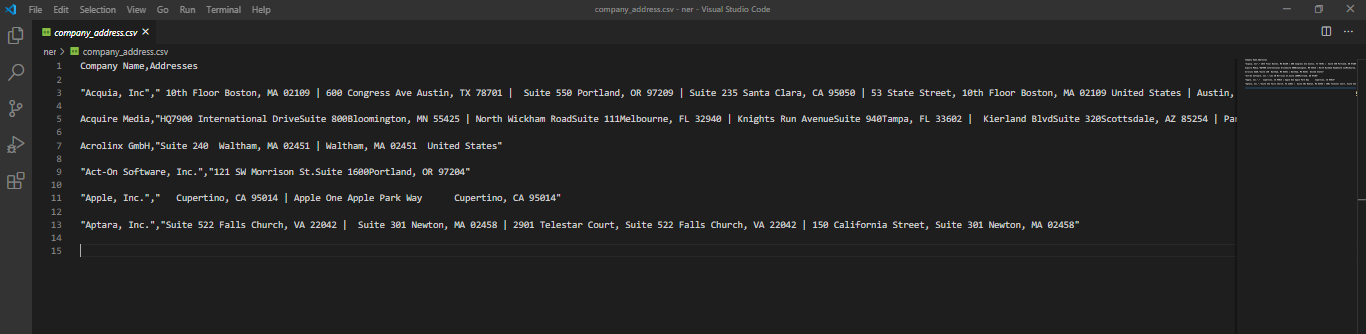 File Edit Selection View Go Run Terminal Help
company_address.csv - ner - Visual Studio Code
company_address.csv
ner > company_address.csv
1 Company Name,Addresses
2
3 "Acquia, Inc"," 10th Floor Boston, MA 02109 | 600 Congress Ave Austin, TX 78701 |  Suite 550 Portland, OR 97209 | Suite 235 Santa Clara, CA 95050 | 53 State Street, 10th Floor Boston, MA 02109 United States | Austin,
4
5 Acquire Media,"HQ7900 International DriveSuite 800Bloomington, MN 55425 | North Wickham RoadSuite 111Melbourne, FL 32940 | Knights Run AvenueSuite 940Tampa, FL 33602 |  Kierland BlvdSuite 320Scottsdale, AZ 85254 |
6
7 Acrolinx GmbH,"Suite 240  Waltham, MA 02451 | Waltham, MA 02451  United States"
8
9 "Act-On Software, Inc.","121 SW Morrison St.Suite 1600Portland, OR 97204"
10
11 "Apple, Inc.","   Cupertino, CA 95014 | Apple One Apple Park Way      Cupertino, CA 95014"
12
13 "Aptara, Inc.","Suite 522 Falls Church, VA 22042 |  Suite 301 Newton, MA 02458 | 2901 Telestar Court, Suite 522 Falls Church, VA 22042 | 150 California Street, Suite 301 Newton, MA 02458"
14
15